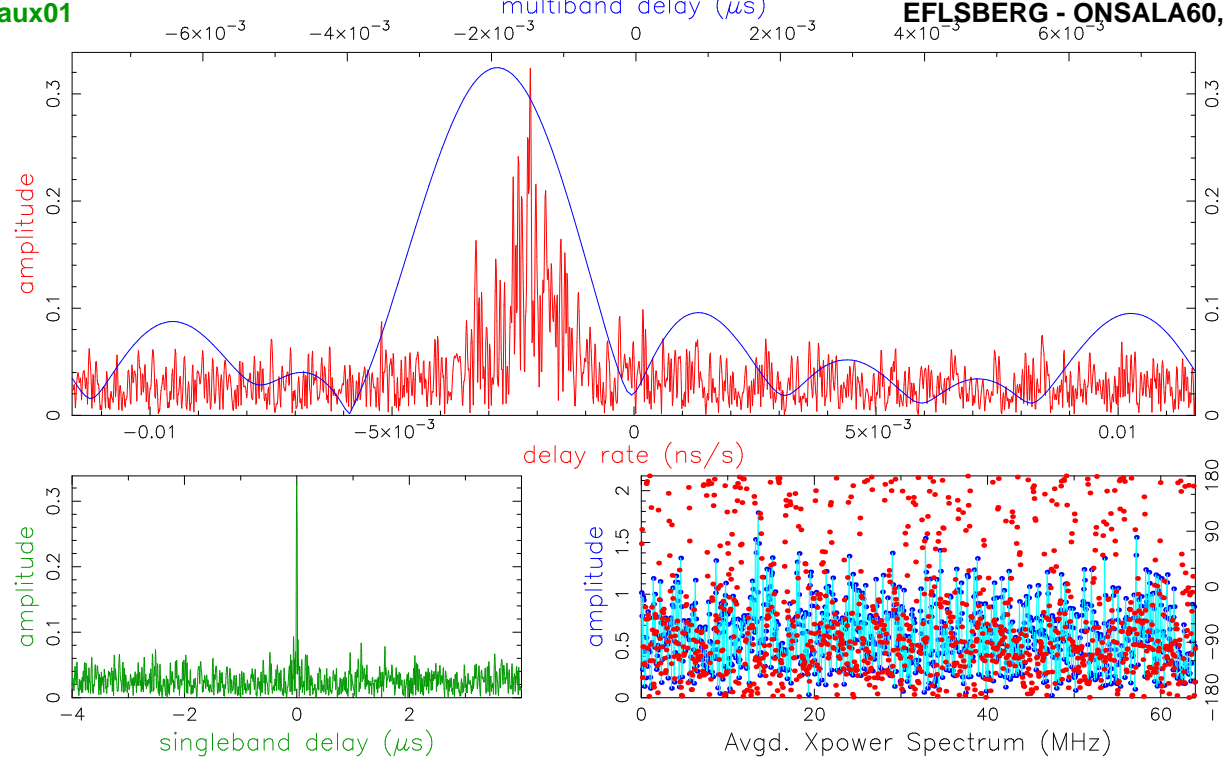 aux01
multiband delay (μs)
EFLSBERG - ONSALA60,
−6×10⁻³ −4×10⁻³ −2×10⁻³ 0 2×10⁻³ 4×10⁻³ 6×10⁻³
amplitude
0 0.1 0.2 0.3
0 0.1 0.2 0.3
−0.01 −5×10⁻³ 0 5×10⁻³ 0.01
delay rate (ns/s)
amplitude
0 0.1 0.2 0.3
−4 −2 0 2
singleband delay (μs)
amplitude
0 0.5 1 1.5 2
−180 −90 0 90 180
0 20 40 60
Avgd. Xpower Spectrum (MHz)